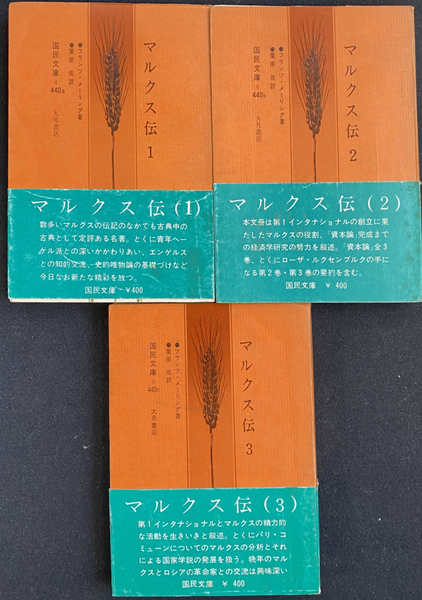 マルクス伝 1
●フランツ・メーリング著
●栗原 佑訳
国民文庫=440a
大月書店
マルクス伝(1)
数多いマルクスの伝記のなかでも古典中の
古典として定評ある名著。とくに青年ヘー
ゲル派との深いかかわりあい、エンゲルス
との知的交流、史的唯物論の基礎づけなど
今日なお新たな精彩を放つ。
国民文庫 ¥400
マルクス伝 2
●フランツ・メーリング著
●栗原 佑訳
国民文庫=440b
大月書店
マルクス伝(2)
本文冊は第1インタナショナルの創立に果
したマルクスの役割、「資本論」完成まで
の経済学研究の努力を叙述。「資本論」全3
巻、とくにローザ・ルクセンブルクの手に
なる第2巻・第3巻の要約を含む。
国民文庫 ¥ 400
マルクス伝 3
●フランツ・メーリング著
●栗原 佑訳
国民文庫=440c
大月書店
マルクス伝(3)
第1インタナショナルとマルクスの精力的
な活動を生きいきと叙述。とくにパリ・コ
ミューンについてのマルクスの分析とそれ
による国家学説の発展を扱う。晩年のマル
クスとロシアの革命家との交流は興味深い
国民文庫 ¥ 400